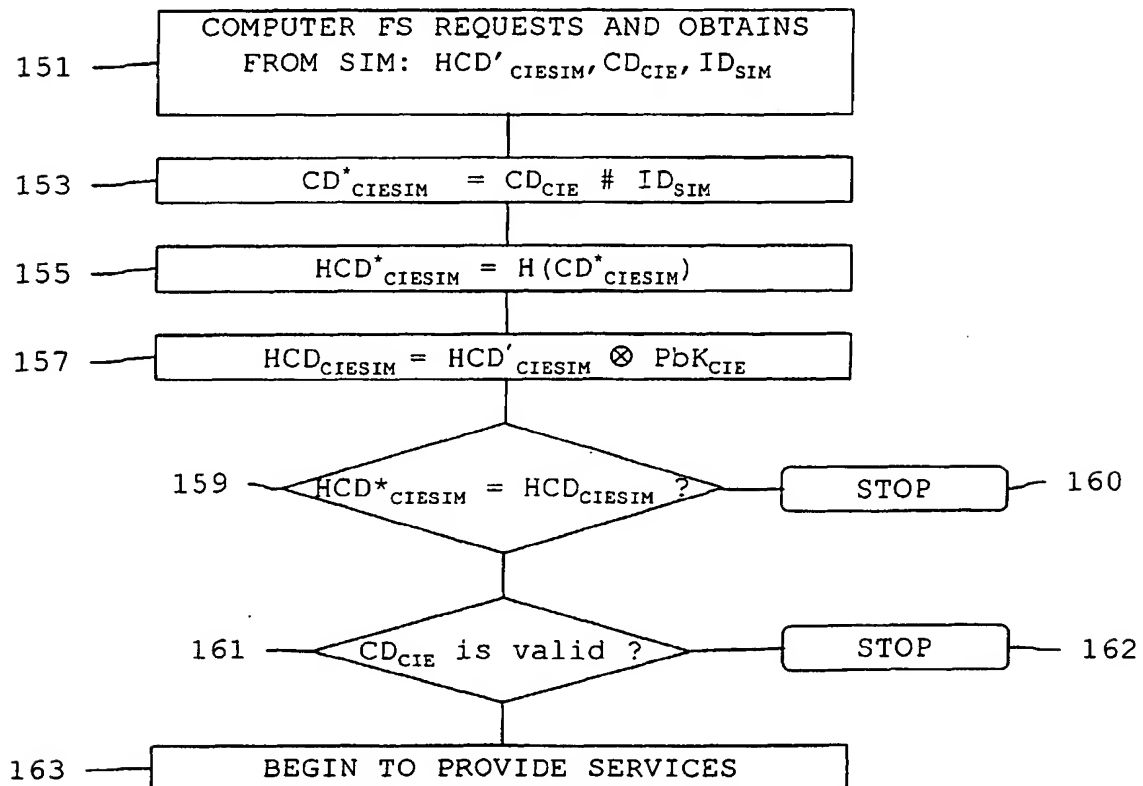 COMPUTER FS REQUESTS AND OBTAINS
151 FROM SIM: HCD'CIESIM, CDCIE, IDSIM
153 CD*CIESIM = CDCIE # IDSIM
155 HCD*CIESIM = H(CD*CIESIM)
157 HCDCIESIM = HCD'CIESIM ⊗ PbKCIE
159 HCD*CIESIM = HCDCIESIM ? STOP 160
161 CDCIE is valid ? STOP 162
163 BEGIN TO PROVIDE SERVICES